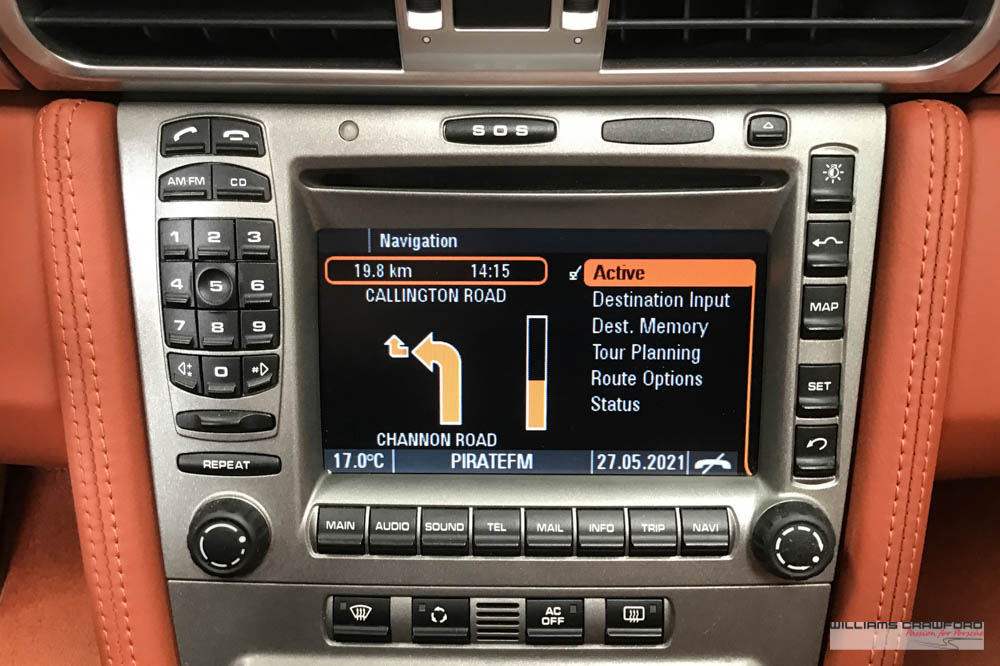 SOS
AM·FM CD
1 2 3
4 5 6
7 8 9
* 0 #
REPEAT
Navigation
19.8 km 14:15
CALLINGTON ROAD
CHANNON ROAD
Active
Destination Input
Dest. Memory
Tour Planning
Route Options
Status
17.0°C PIRATEFM 27.05.2021
MAP
SET
MAIN AUDIO SOUND TEL MAIL INFO TRIP NAVI
AC OFF
WILLIAMS CRAWFORD
Passion for Porsche